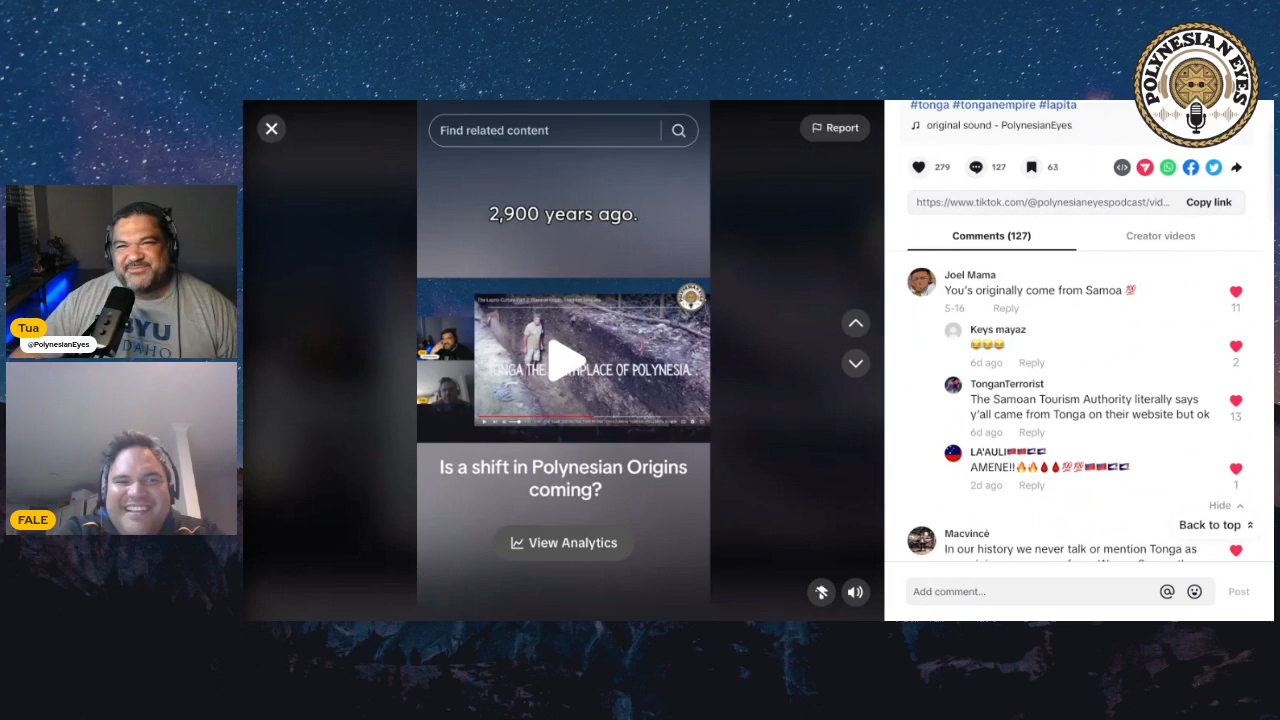 POLYNESIAN EYES
Tua
@PolynesianEyes
BYU
IDAHO
FALE
Find related content
Report
2,900 years ago.
TONGA THE BIRTHPLACE OF POLYNESIA.
Is a shift in Polynesian Origins
coming?
View Analytics
#tonga #tonganempire #lapita
original sound - PolynesianEyes
279
127
63
https://www.tiktok.com/@polynesianeyespodcast/vid...
Copy link
Comments (127)
Creator videos
Joel Mama
You's originally come from Samoa 💯
5-16 Reply
11
Keys mayaz
😂😂😂
6d ago Reply
2
TonganTerrorist
The Samoan Tourism Authority literally says
y'all came from Tonga on their website but ok
6d ago Reply
13
LA'AULI🇼🇸🇼🇸🇦🇸🇦🇸
AMENE!!🔥🔥🩸🩸💯💯🇼🇸🇼🇸🇦🇸🇦🇸
2d ago Reply
1
Hide
Back to top
Macvincè
In our history we never talk or mention Tonga as
Add comment...
Post